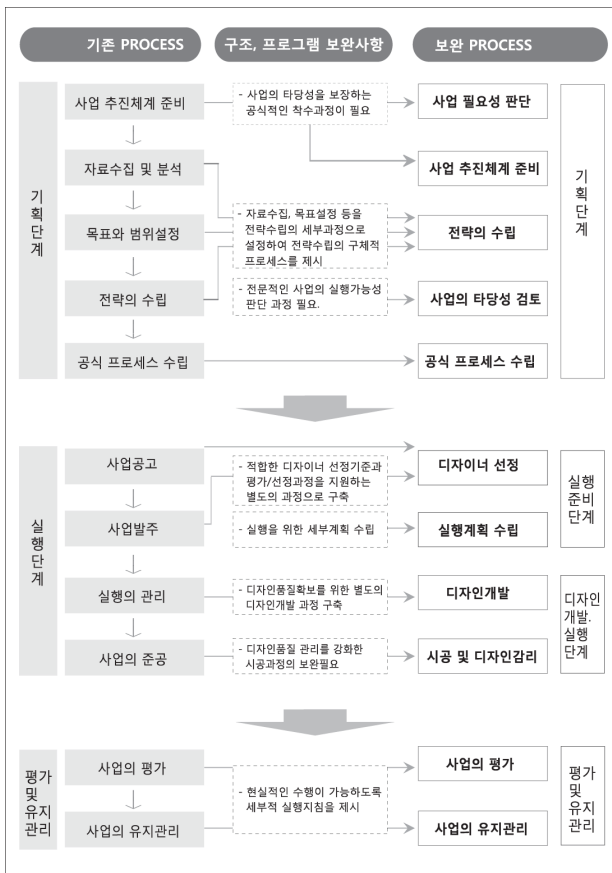 기존 PROCESS
구조, 프로그램 보완사항
보완 PROCESS
기획단계
사업 추진체계 준비
- 사업의 타당성을 보장하는
공식적인 착수과정이 필요
사업 필요성 판단
기획단계
자료수집 및 분석
사업 추진체계 준비
목표와 범위설정
- 자료수집, 목표설정 등을
전략수립의 세부과정으로
설정하여 전략수립의 구체적
프로세스를 제시
전략의 수립
전략의 수립
- 전문적인 사업의 실행가능성
판단 과정 필요.
사업의 타당성 검토
공식 프로세스 수립
공식 프로세스 수립
실행단계
사업공고
- 적합한 디자이너 선정기준과
평가/선정과정을 지원하는
별도의 과정으로 구축
디자이너 선정
실행
준비
단계
사업발주
- 실행을 위한 세부계획 수립
실행계획 수립
실행의 관리
- 디자인품질확보를 위한 별도의
디자인개발 과정 구축
디자인개발
디자인
개발.
실행
단계
사업의 준공
- 디자인품질 관리를 강화한
시공과정의 보완필요
시공 및 디자인감리
평가
및
유지
관리
사업의 평가
- 현실적인 수행이 가능하도록
세부적 실행지침을 제시
사업의 평가
평가
및
유지
관리
사업의 유지관리
사업의 유지관리